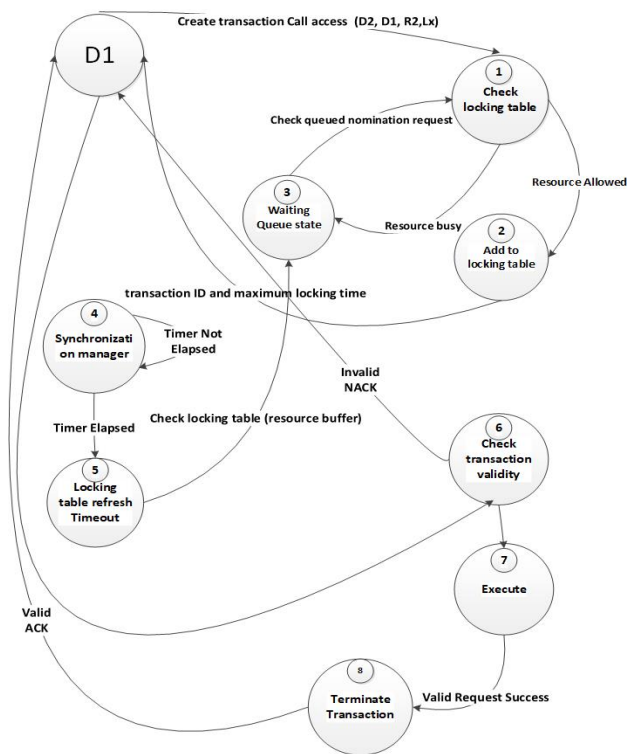 Create transaction Call access (D2, D1, R2,Lx)
D1
1
Check
locking table
Check queued nomination request
Resource Allowed
3
Waiting
Queue state
Resource busy
2
Add to
locking table
transaction ID and maximum locking time
4
Synchronizati
on manager
Timer Not
Elapsed
Invalid
NACK
Timer Elapsed
Check locking table (resource buffer)
5
Locking
table refresh
Timeout
6
Check
transaction
validity
7
Execute
Valid
ACK
8
Terminate
Transaction
Valid Request Success